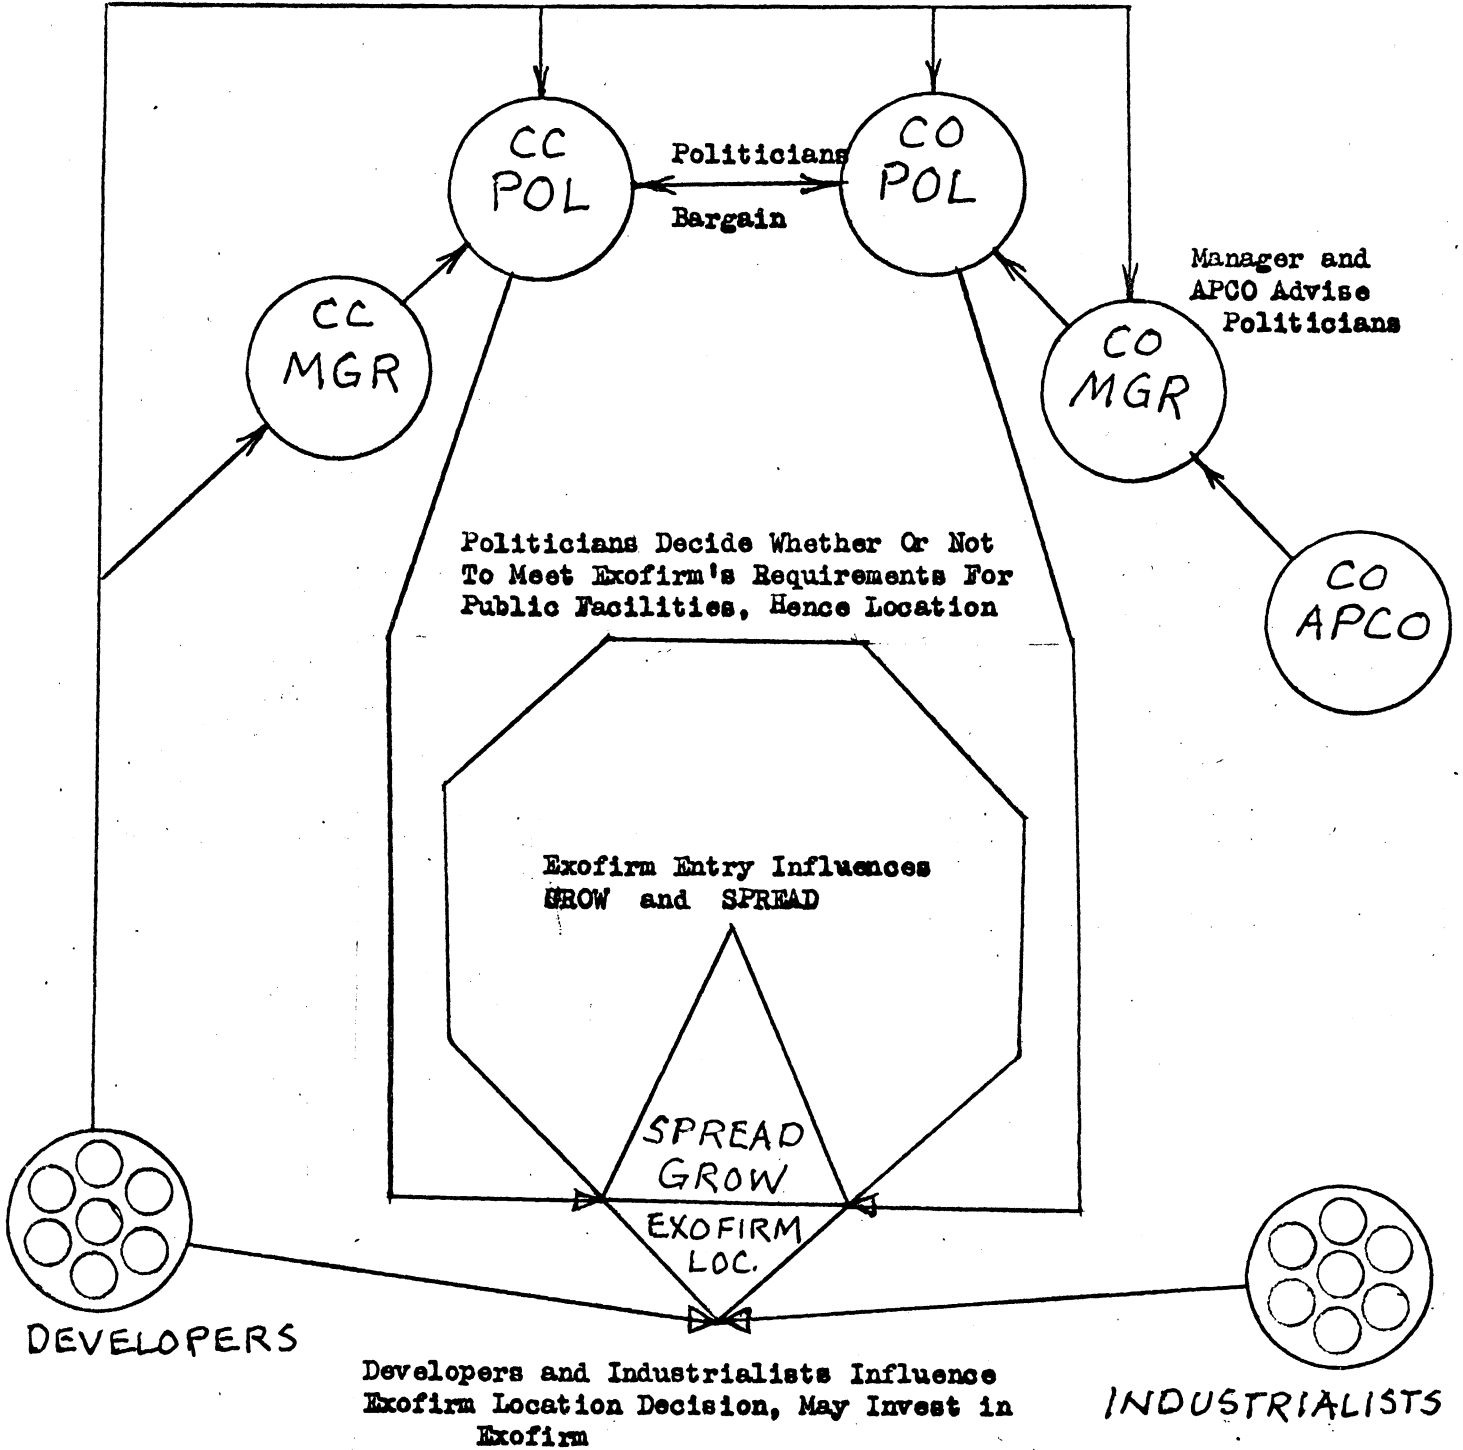 CC
POL
Politicians
Bargain
CO
POL
Manager and
APCO Advise
Politicians
CC
MGR
CO
MGR
Politicians Decide Whether Or Not
To Meet Exofirm's Requirements For
Public Facilities, Hence Location
CO
APCO
Exofirm Entry Influences
GROW and SPREAD
SPREAD
GROW
EXOFIRM
LOC.
DEVELOPERS
INDUSTRIALISTS
Developers and Industrialists Influence
Exofirm Location Decision, May Invest in
Exofirm